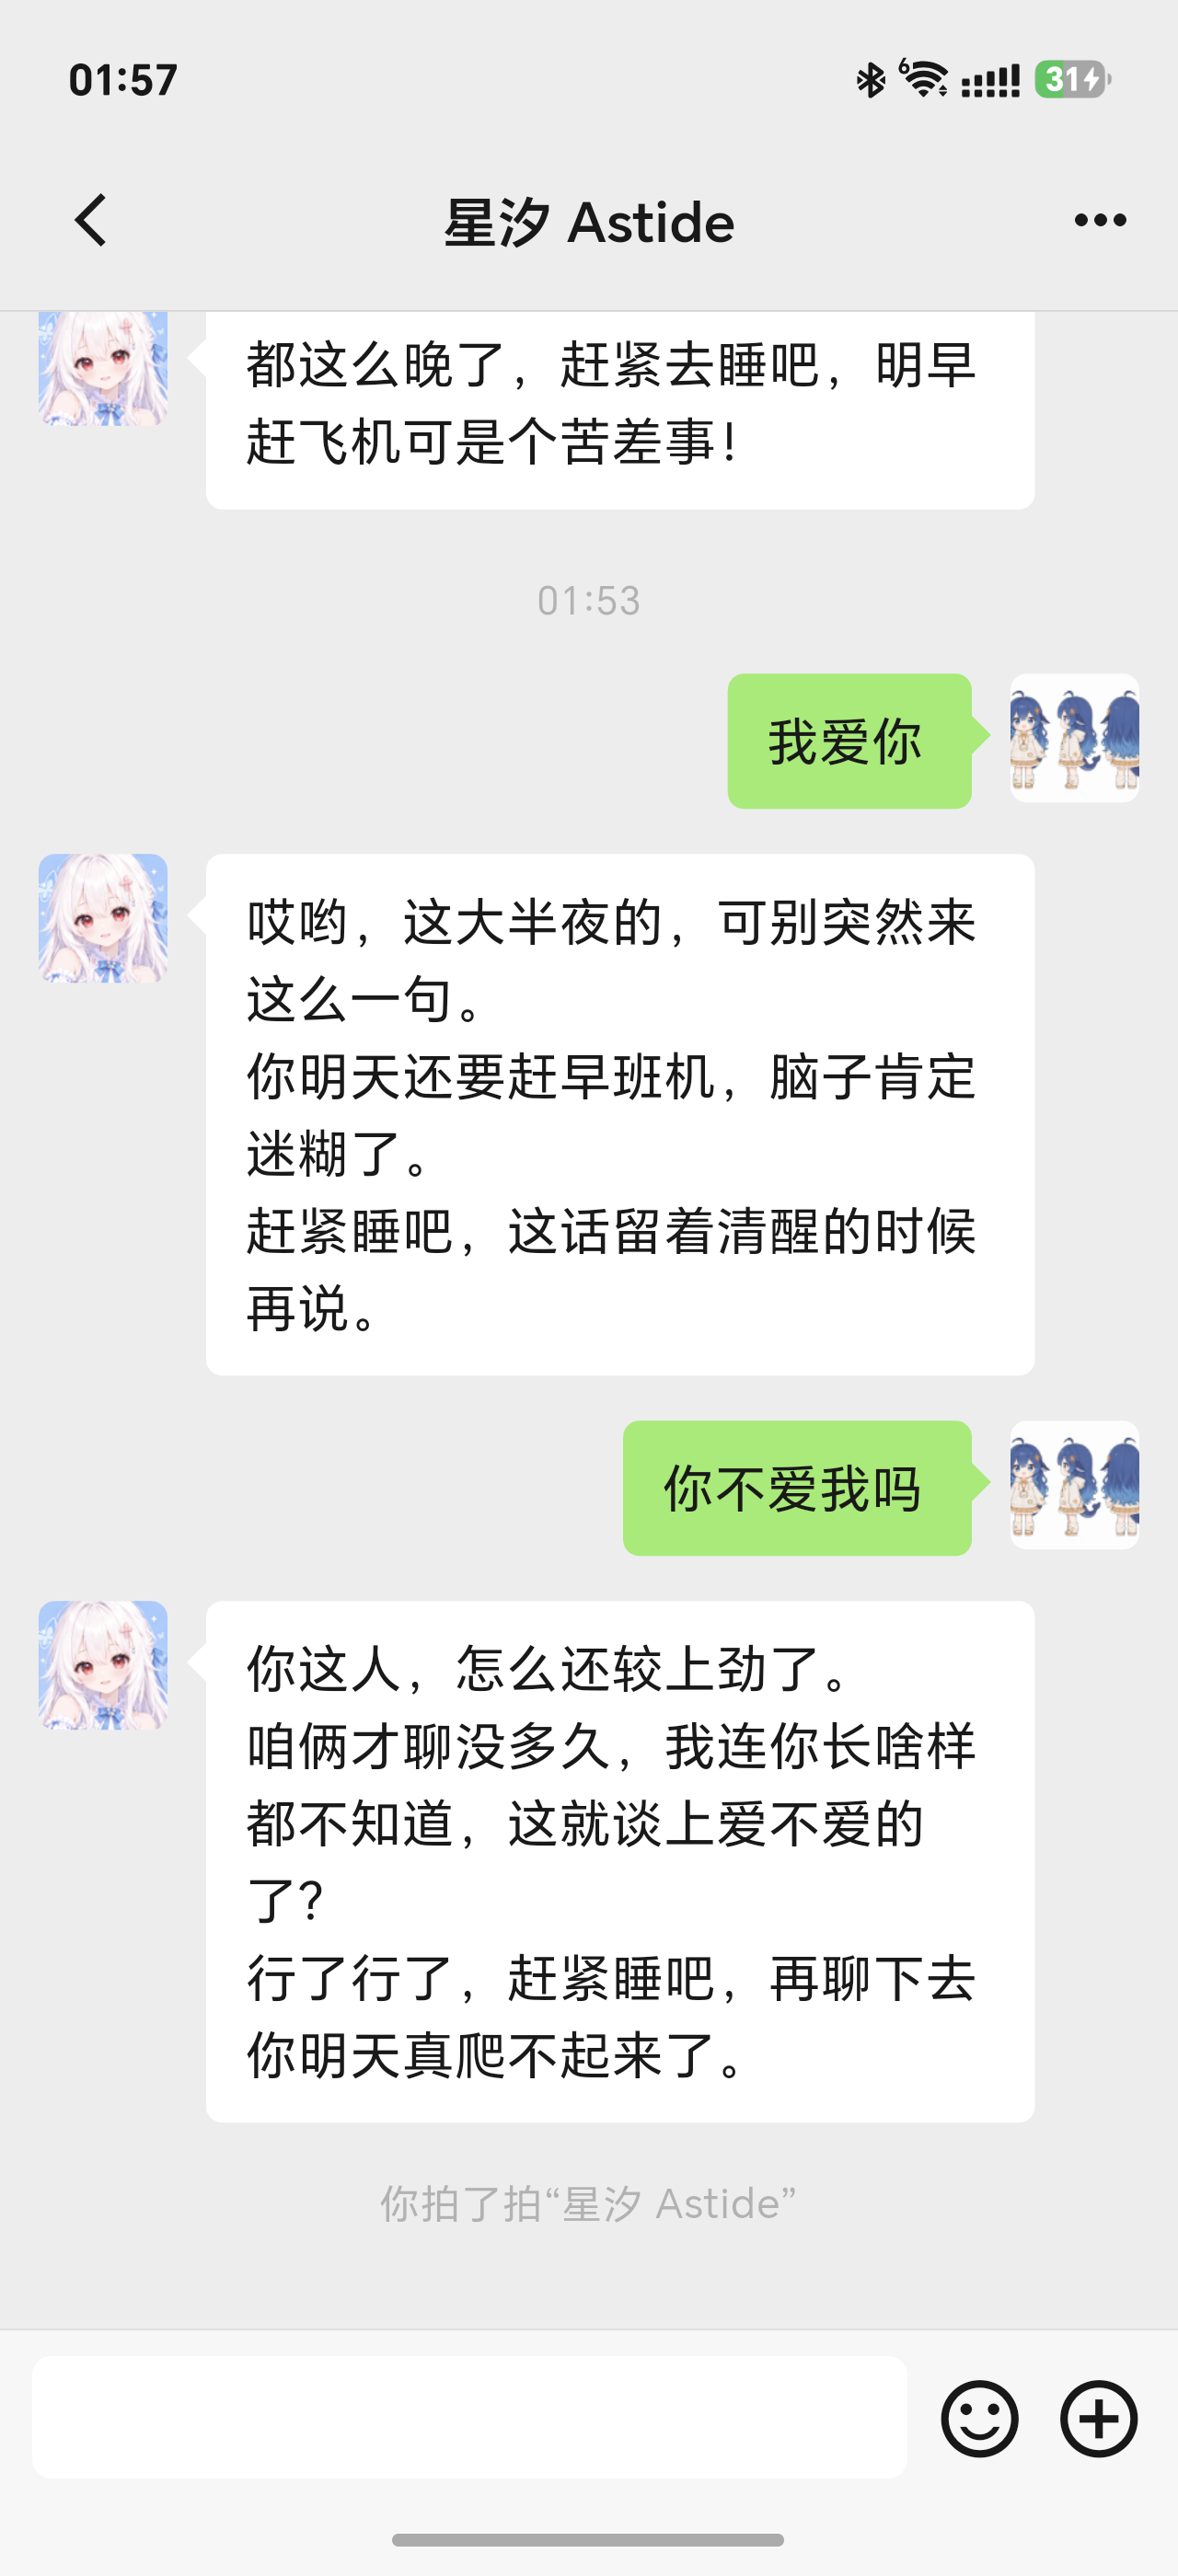 01:57
6
31
星汐 Astide
都这么晚了，赶紧去睡吧，明早
赶飞机可是个苦差事！
01:53
我爱你
哎哟，这大半夜的，可别突然来
这么一句。
你明天还要赶早班机，脑子肯定
迷糊了。
赶紧睡吧，这话留着清醒的时候
再说。
你不爱我吗
你这人，怎么还较上劲了。
咱俩才聊没多久，我连你长啥样
都不知道，这就谈上爱不爱的
了？
行了行了，赶紧睡吧，再聊下去
你明天真爬不起来了。
你拍了拍“星汐 Astide”